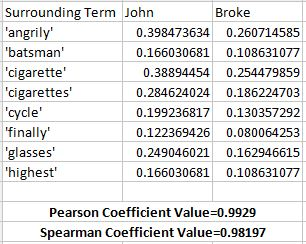 Surrounding Term John Broke
'angrily' 0.398473634 0.260714585
'batsman' 0.166030681 0.108631077
'cigarette' 0.38894454 0.254479859
'cigarettes' 0.284624024 0.186224703
'cycle' 0.199236817 0.130357292
'finally' 0.122369426 0.080064253
'glasses' 0.249046021 0.162946615
'highest' 0.166030681 0.108631077
Pearson Coefficient Value=0.9929
Spearman Coefficient Value=0.98197